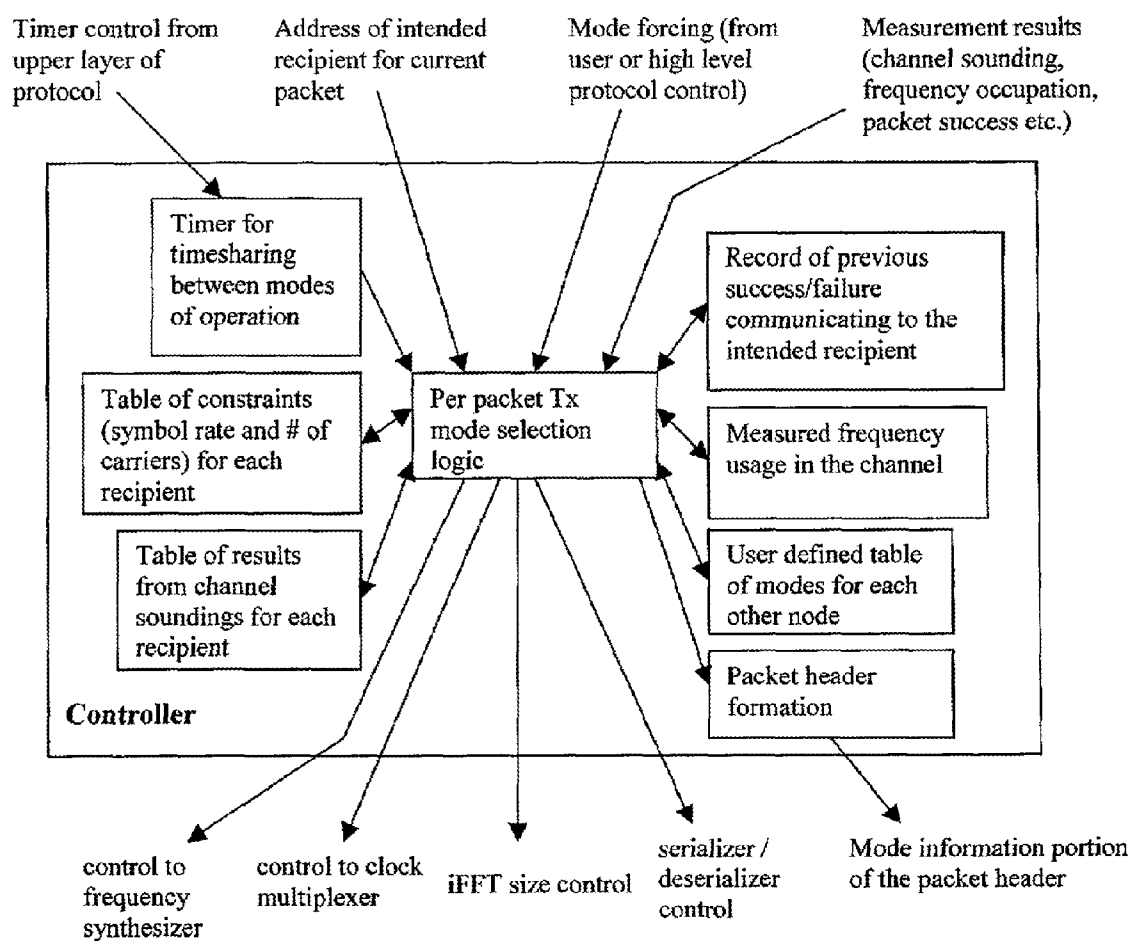 Timer control from
upper layer of
protocol
Address of intended
recipient for current
packet
Mode forcing (from
user or high level
protocol control)
Measurement results
(channel sounding,
frequency occupation,
packet success etc.)
Timer for
timesharing
between modes
of operation
Record of previous
success/failure
communicating to the
intended recipient
Table of constraints
(symbol rate and # of
carriers) for each
recipient
Per packet Tx
mode selection
logic
Measured frequency
usage in the channel
Table of results
from channel
soundings for each
recipient
User defined table
of modes for each
other node
Packet header
formation
Controller
control to
frequency
synthesizer
control to clock
multiplexer
iFFT size control
serializer /
deserializer
control
Mode information portion
of the packet header